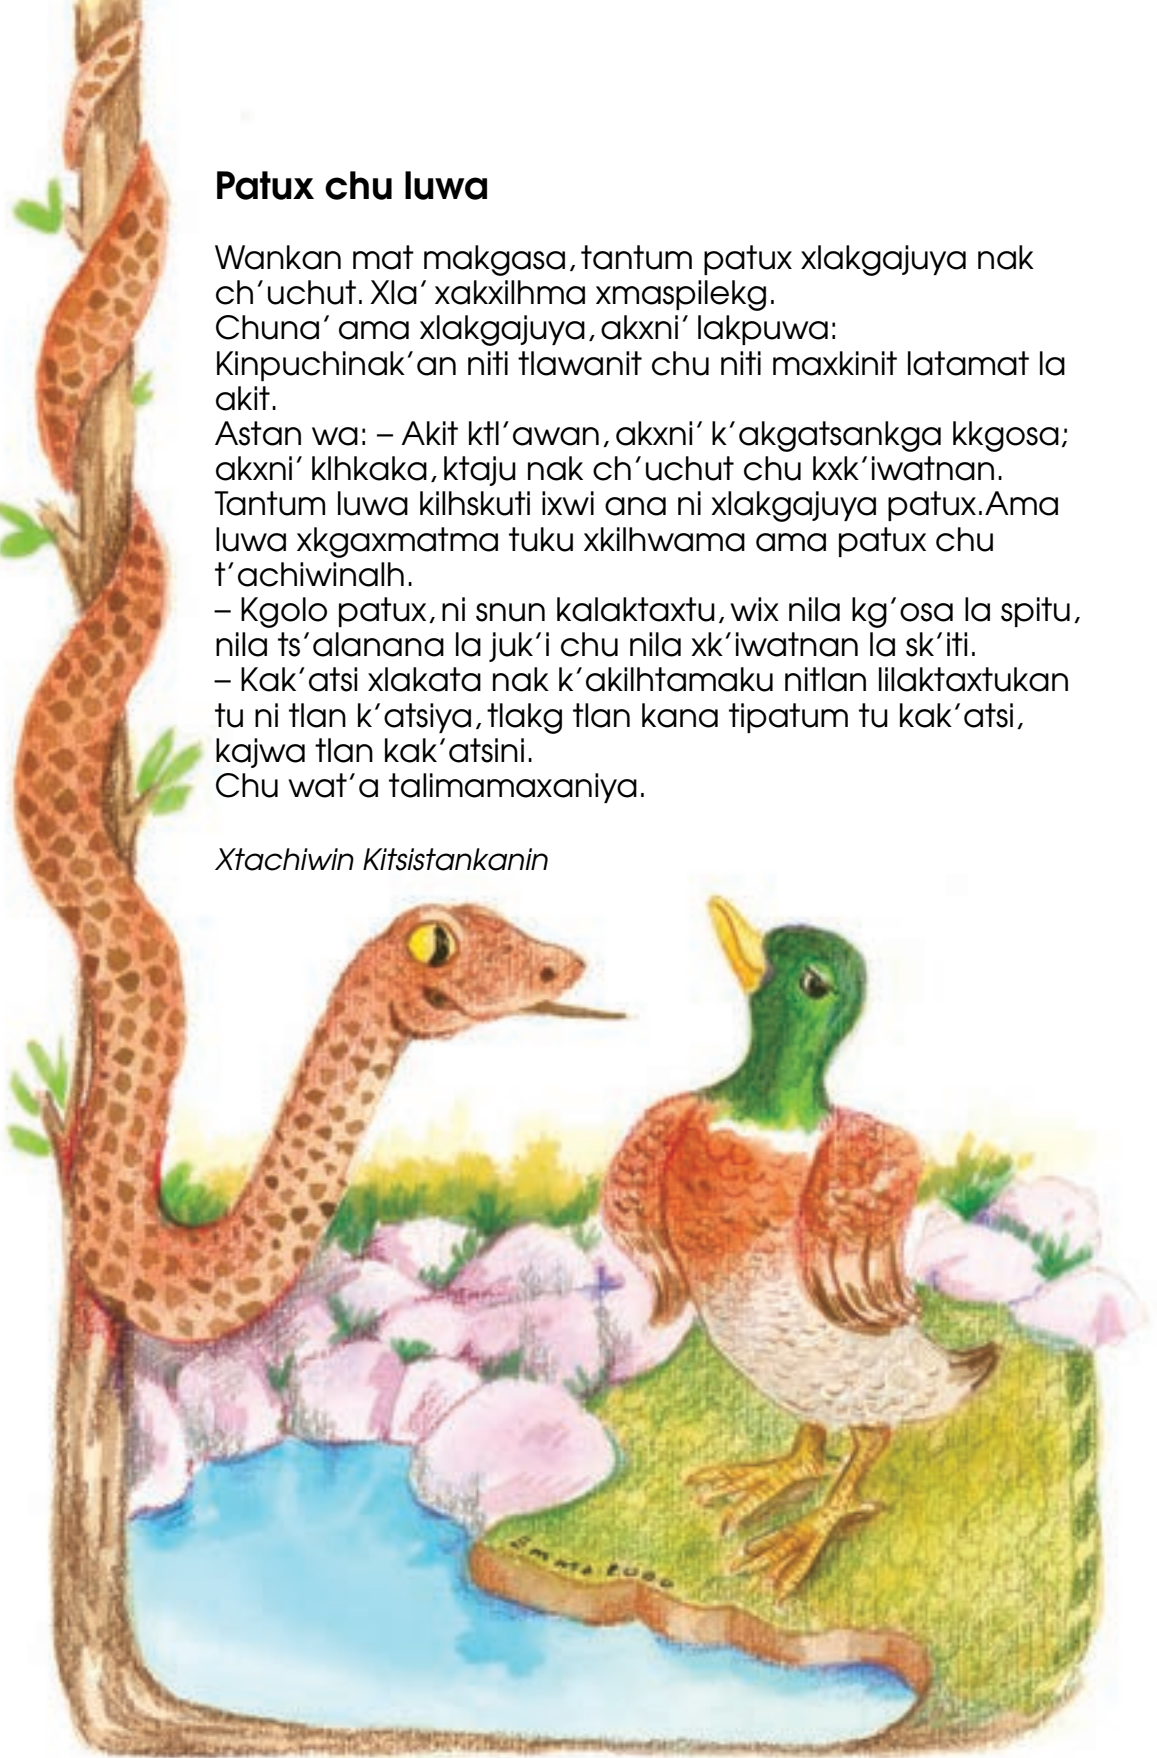 Patux chu luwa
Wankan mat makgasa, tantum patux xlakgajuya nak
ch’uchut. Xla’ xakxilhma xmaspilekg.
Chuna’ ama xlakgajuya, akxni’ lakpuwa:
Kinpuchinak’an niti tlawanit chu niti maxkinit latamat la
akit.
Astan wa: – Akit ktl’awan, akxni’ k’akgatsankga kkgosa;
akxni’ klhkaka, ktaju nak ch’uchut chu kxk’iwatnan.
Tantum luwa kilhskuti ixwi ana ni xlakgajuya patux.Ama
luwa xkgaxmatma tuku xkilhwama ama patux chu
t’achiwinalh.
– Kgolo patux, ni snun kalaktaxtu, wix nila kg’osa la spitu,
nila ts’alanana la juk’i chu nila xk’iwatnan la sk’iti.
– Kak’atsi xlakata nak k’akilhtamaku nitlan lilaktaxtukan
tu ni tlan k’atsiya, tlakg tlan kana tipatum tu kak’atsi,
kajwa tlan kak’atsini.
Chu wat’a talimamaxaniya.
Xtachiwin Kitsistankanin
Emma Lugo